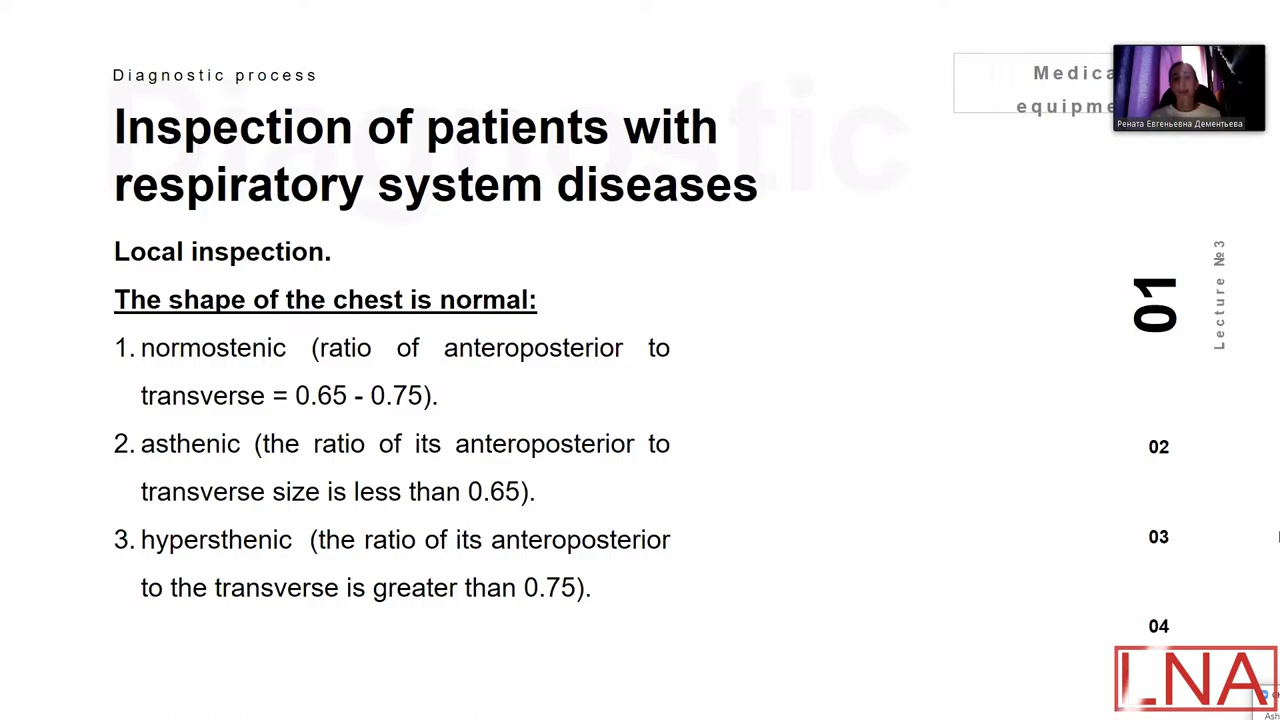 Diagnostic process
Diagnostic
Medica
equipme
Рената Евгеньевна Дементьева
Inspection of patients with
respiratory system diseases
Local inspection.
The shape of the chest is normal:
1. normostenic (ratio of anteroposterior to
transverse = 0.65 - 0.75).
2. asthenic (the ratio of its anteroposterior to
transverse size is less than 0.65).
3. hypersthenic (the ratio of its anteroposterior
to the transverse is greater than 0.75).
01
Lecture №3
02
03
04
LNA